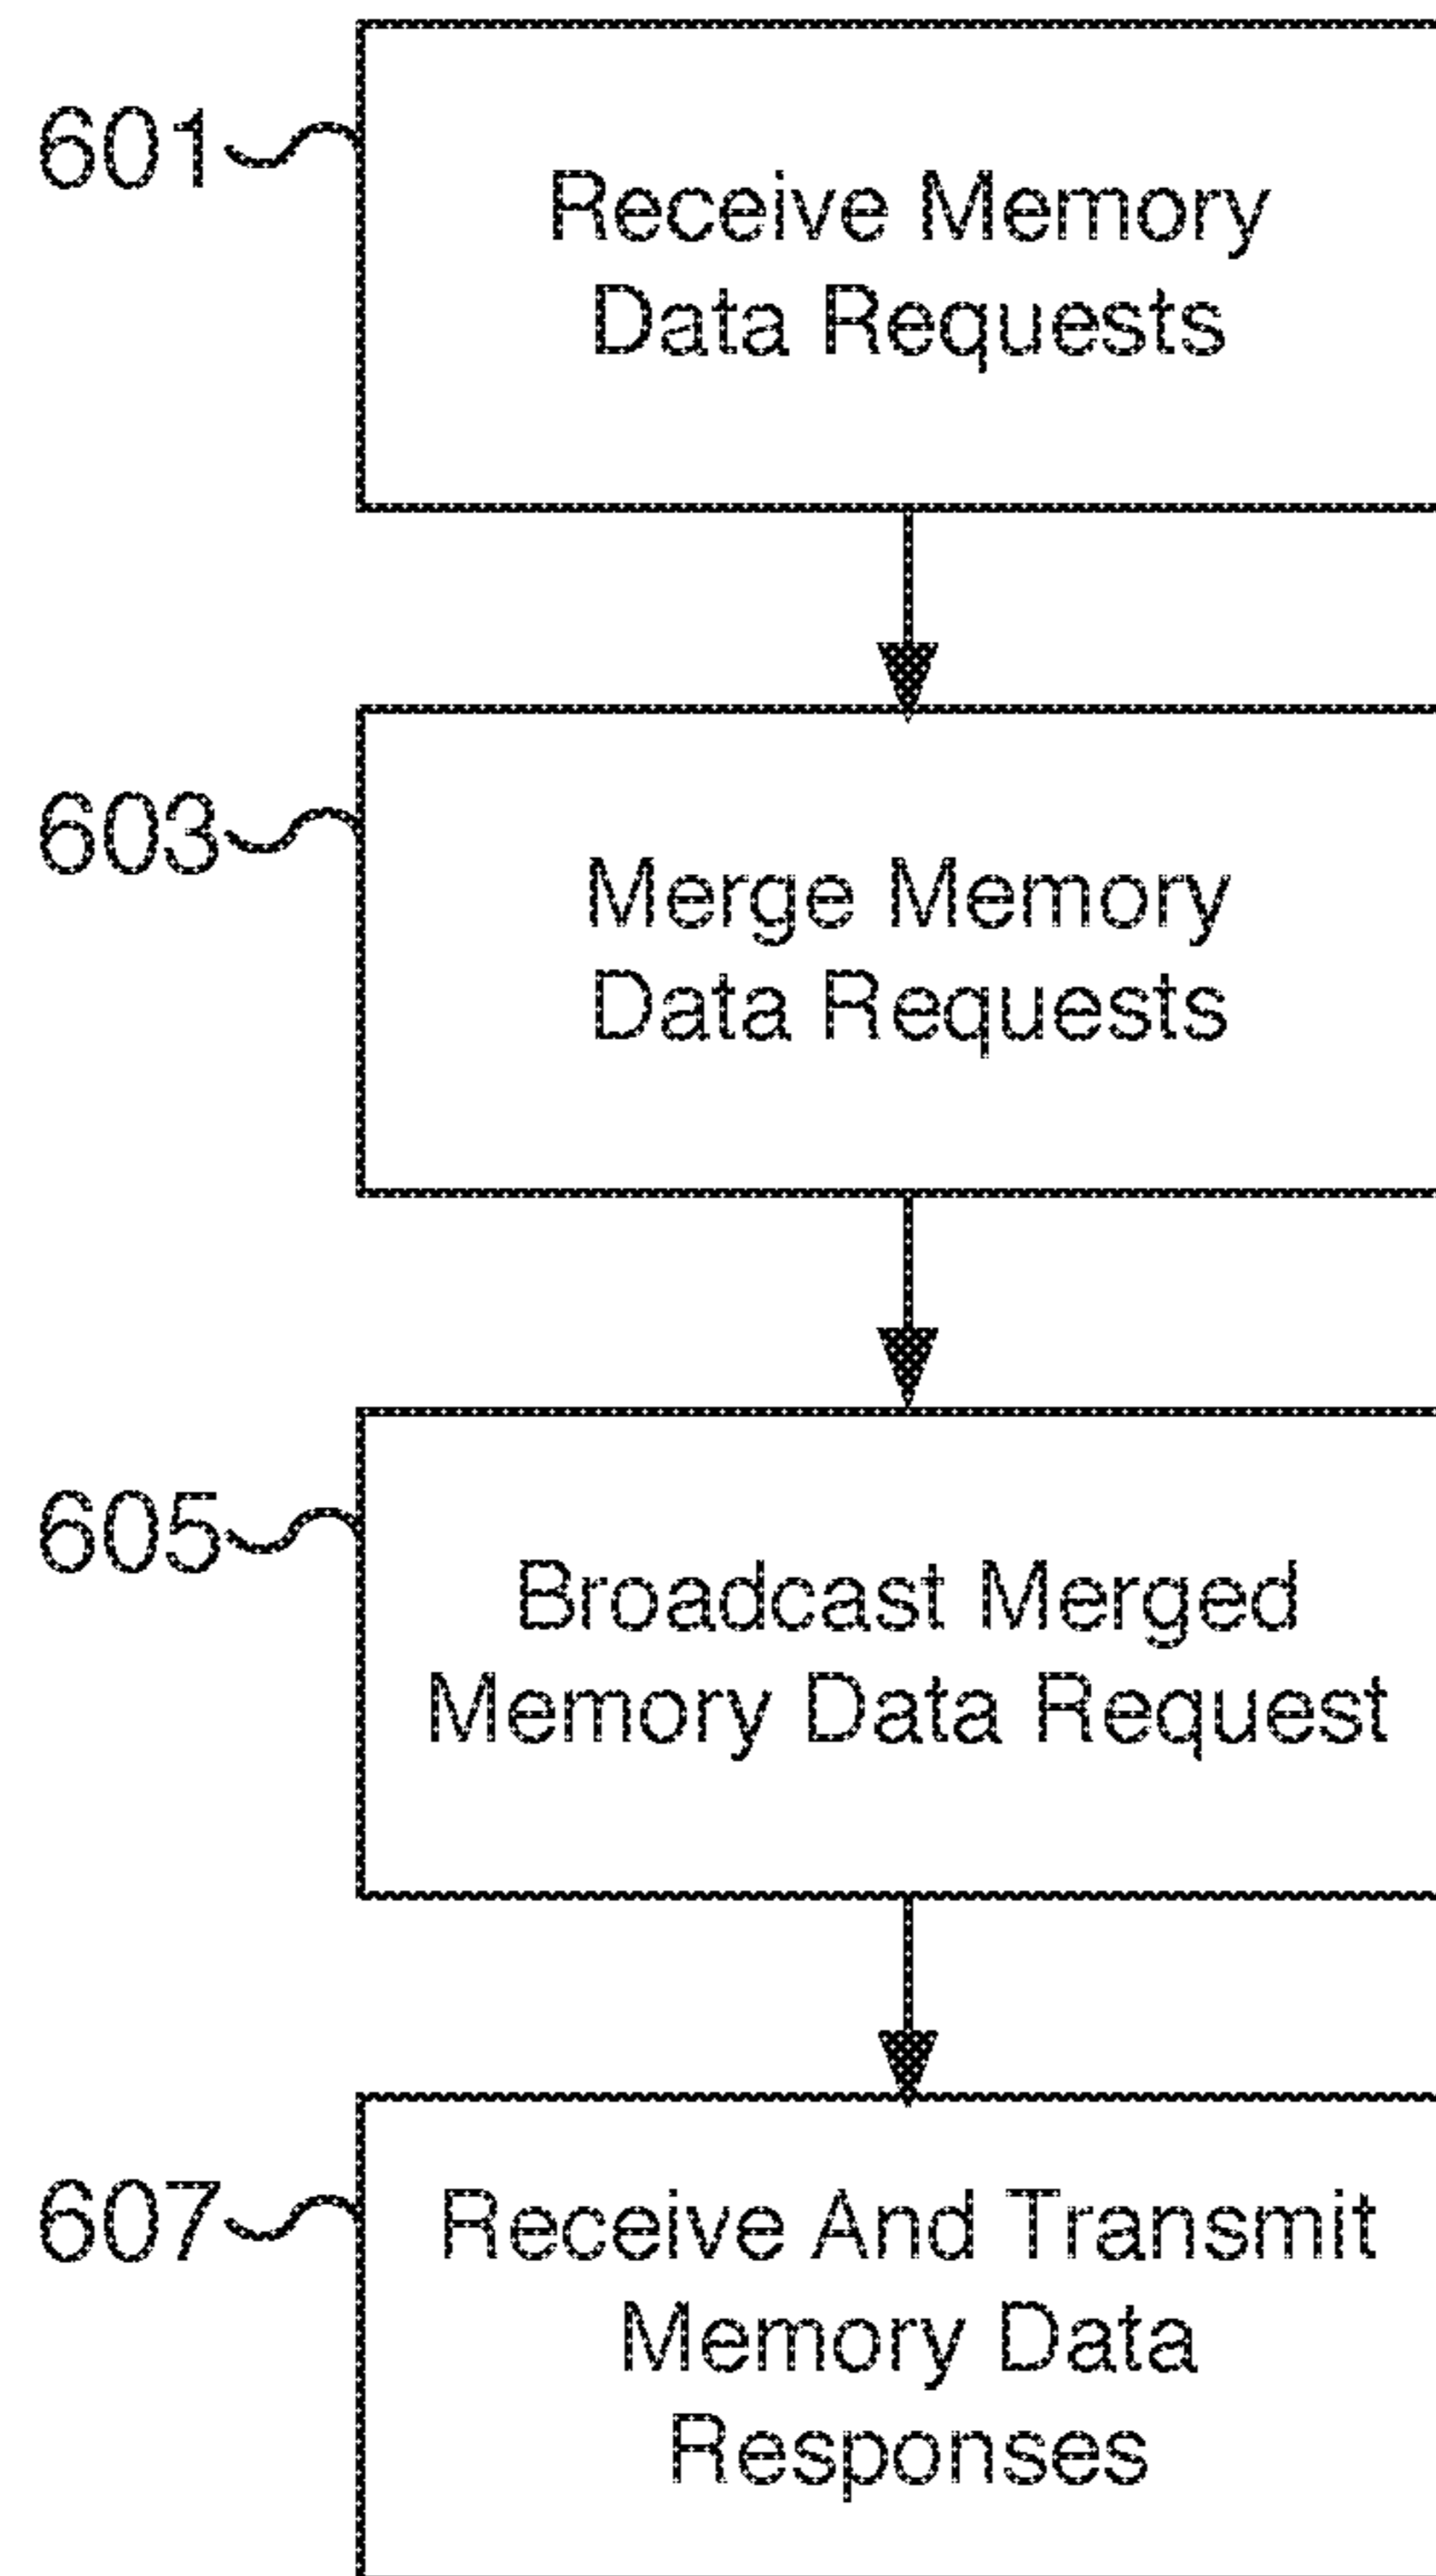 601
Receive Memory
Data Requests
603
Merge Memory
Data Requests
605
Broadcast Merged
Memory Data Request
607
Receive And Transmit
Memory Data
Responses